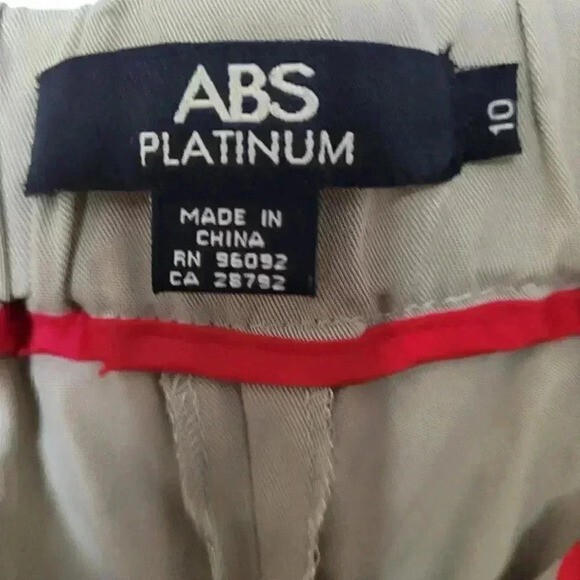 ABS
PLATINUM
10
MADE IN
CHINA
RN 96092
CA 28792